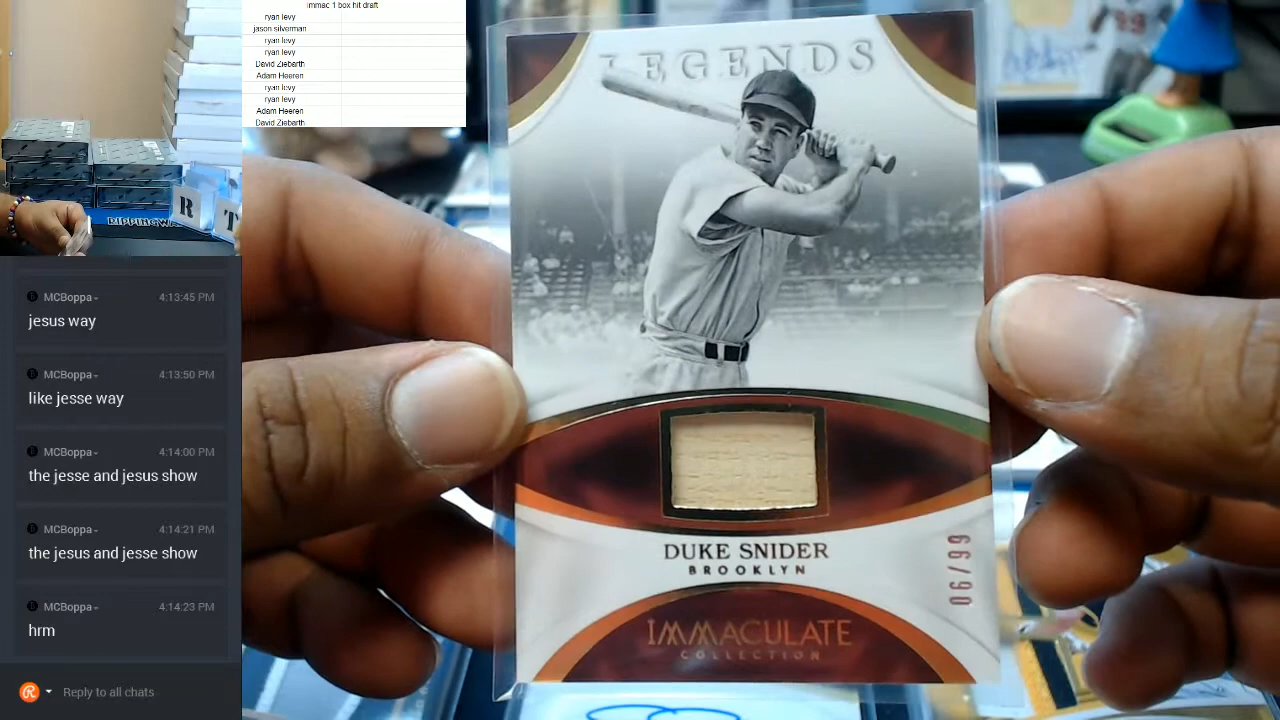 immac 1 box hit draft
ryan levy
jason silverman
ryan levy
ryan levy
David Ziebarth
Adam Heeren
ryan levy
ryan levy
Adam Heeren
David Ziebarth
R T
MCBoppa 4:13:45 PM
jesus way
MCBoppa 4:13:50 PM
like jesse way
MCBoppa 4:14:00 PM
the jesse and jesus show
MCBoppa 4:14:21 PM
the jesus and jesse show
MCBoppa 4:14:23 PM
hrm
Reply to all chats
LEGENDS
DUKE SNIDER
BROOKLYN
06/99
IMMACULATE
COLLECTION